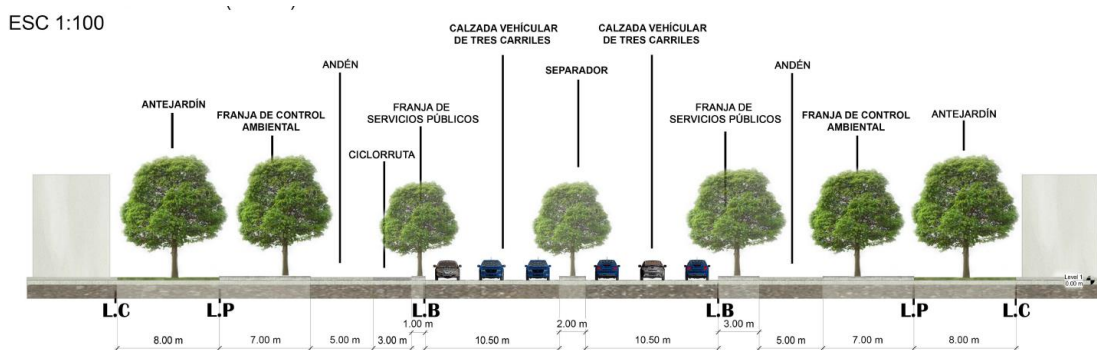 ESC 1:100
CALZADA VEHÍCULAR
DE TRES CARRILES
CALZADA VEHÍCULAR
DE TRES CARRILES
ANDÉN
SEPARADOR
ANDÉN
ANTEJARDÍN
FRANJA DE CONTROL
AMBIENTAL
FRANJA DE
SERVICIOS PÚBLICOS
FRANJA DE
SERVICIOS PÚBLICOS
FRANJA DE CONTROL
AMBIENTAL
ANTEJARDÍN
CICLORRUTA
Level 1
0.00 m
L.C
L.P
L.B
L.B
L.P
L.C
1.00 m
2.00 m
3.00 m
8.00 m
7.00 m
5.00 m
3.00 m
10.50 m
10.50 m
5.00 m
7.00 m
8.00 m